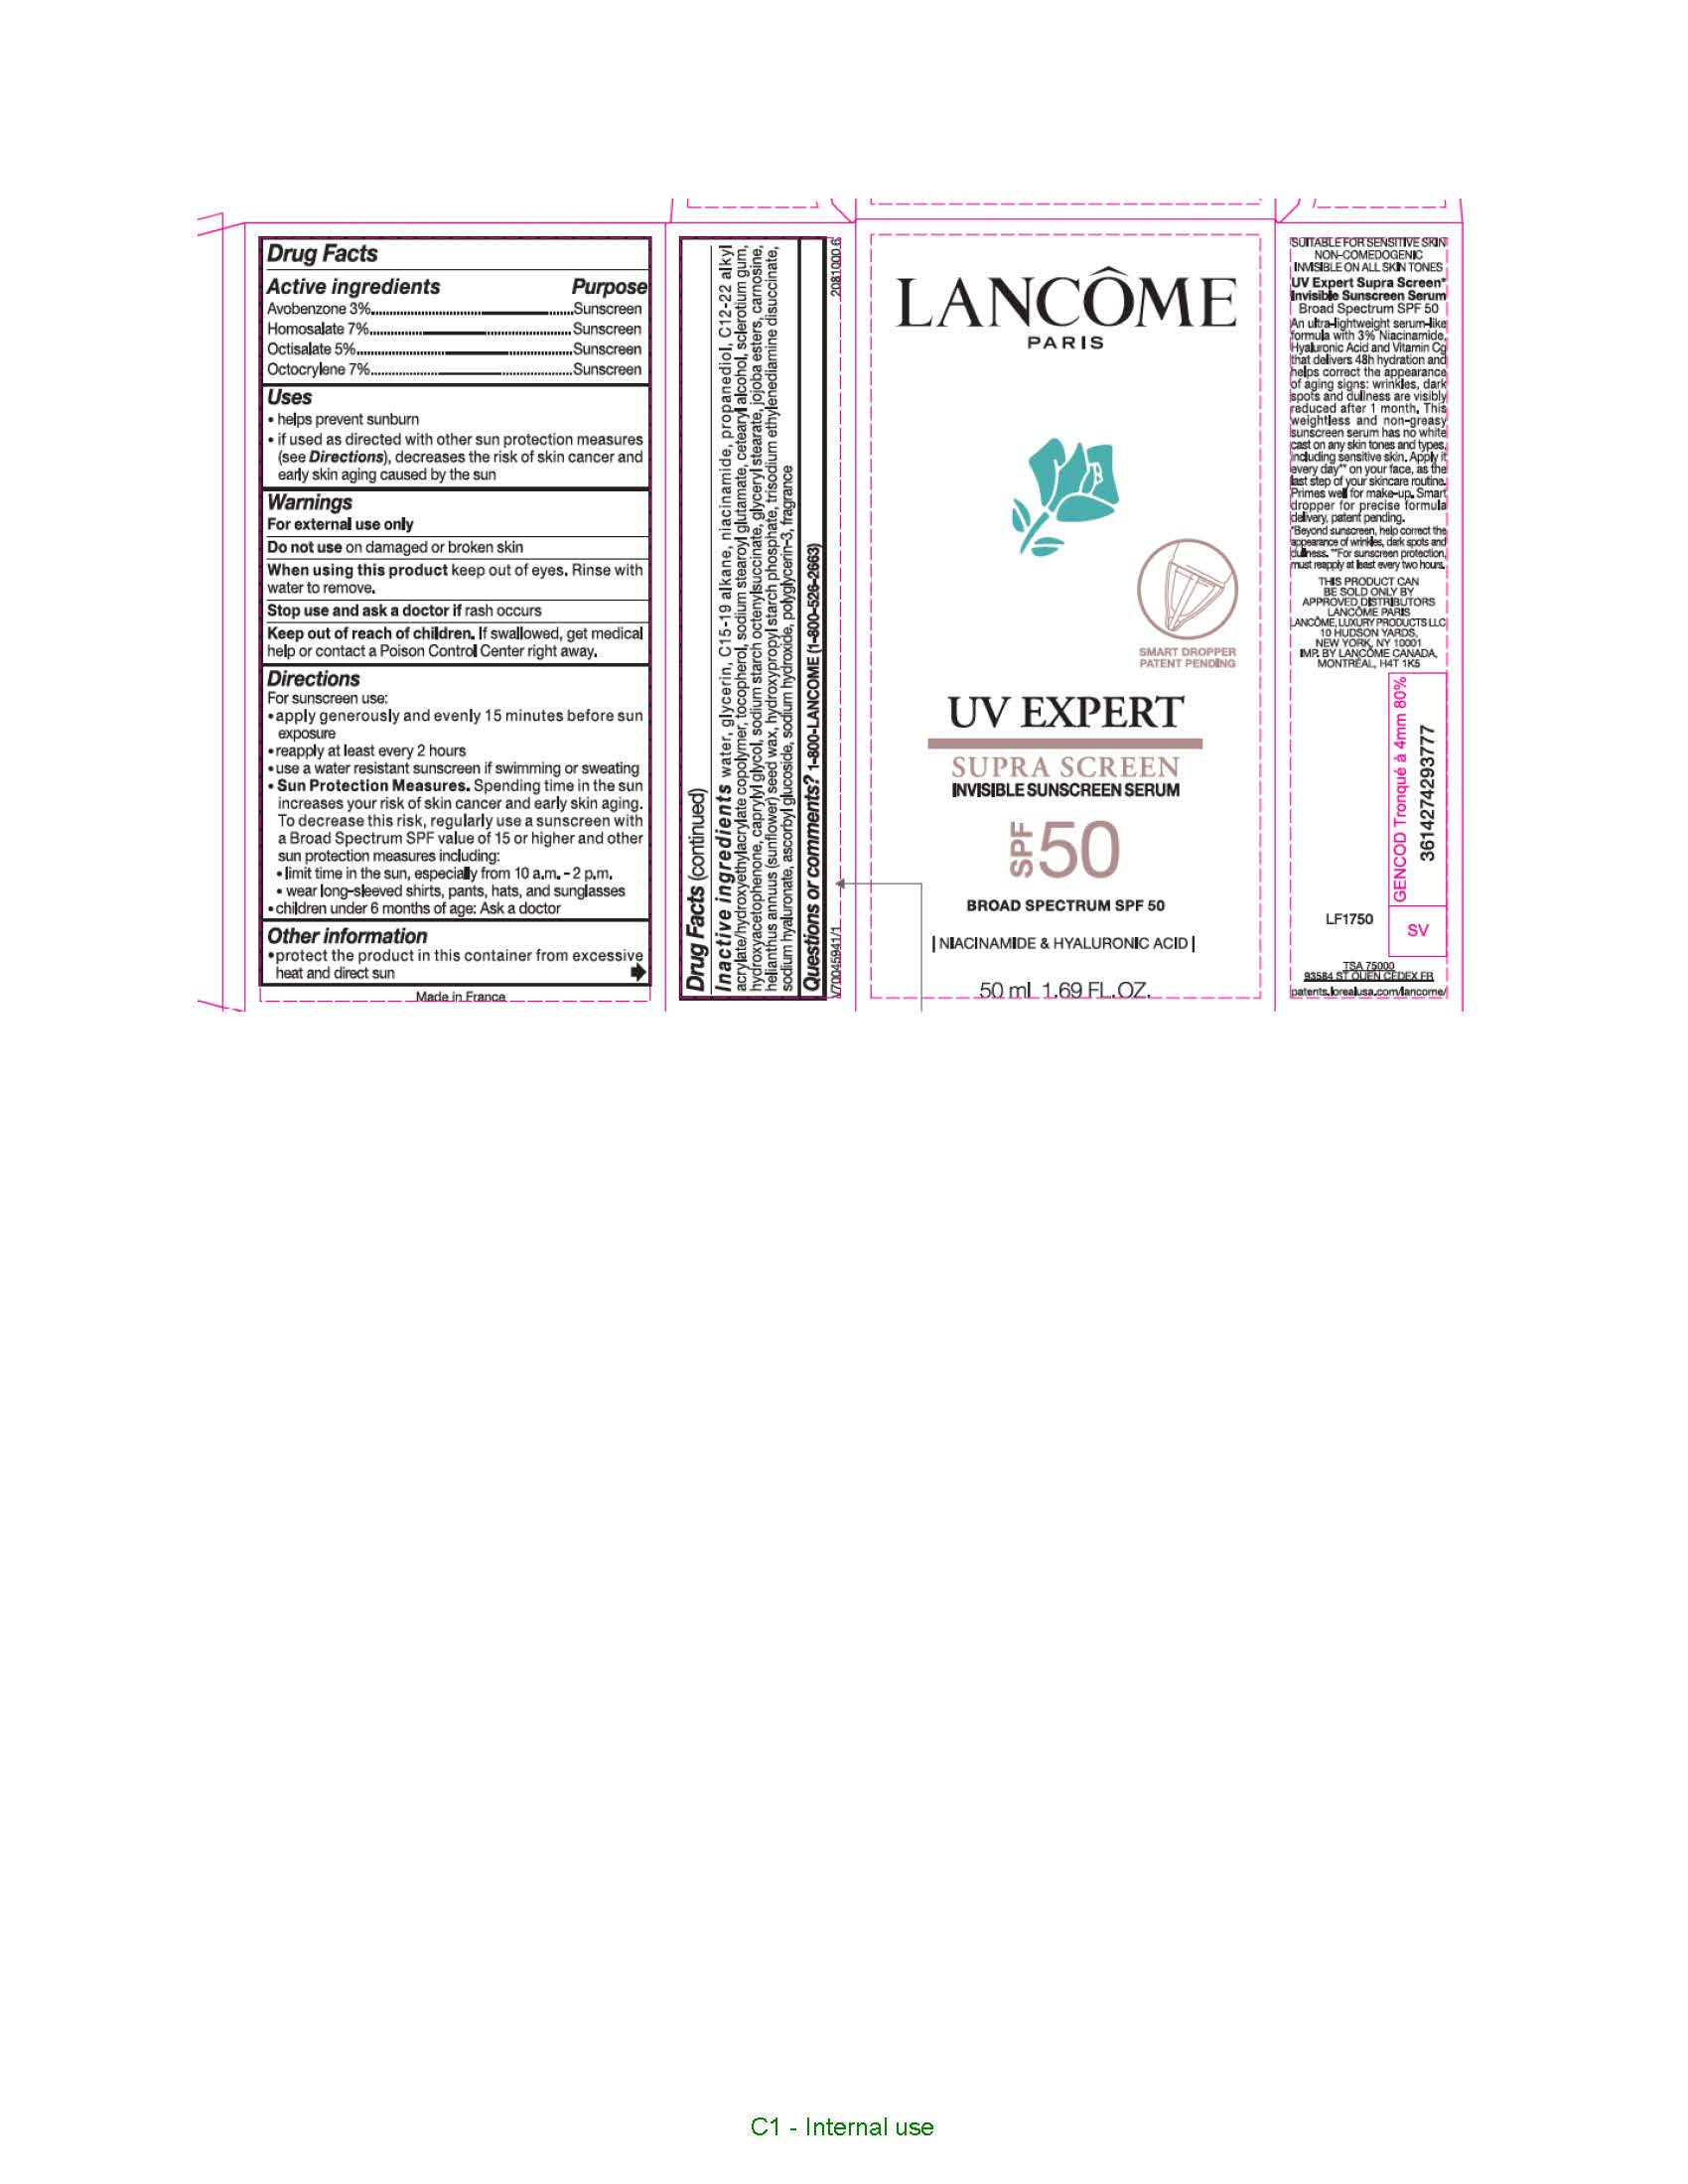 Drug Facts
Active ingredients Purpose
Avobenzone 3%......Sunscreen
Homosalate 7%......Sunscreen
Octisalate 5%......Sunscreen
Octocrylene 7%......Sunscreen
Uses
• helps prevent sunburn
• if used as directed with other sun protection measures
(see Directions), decreases the risk of skin cancer and
early skin aging caused by the sun
Warnings
For external use only
Do not use on damaged or broken skin
When using this product keep out of eyes. Rinse with
water to remove.
Stop use and ask a doctor if rash occurs
Keep out of reach of children. If swallowed, get medical
help or contact a Poison Control Center right away.
Directions
For sunscreen use:
• apply generously and evenly 15 minutes before sun
exposure
• reapply at least every 2 hours
• use a water resistant sunscreen if swimming or sweating
• Sun Protection Measures. Spending time in the sun
increases your risk of skin cancer and early skin aging.
To decrease this risk, regularly use a sunscreen with
a Broad Spectrum SPF value of 15 or higher and other
sun protection measures including:
• limit time in the sun, especially from 10 a.m. - 2 p.m.
• wear long-sleeved shirts, pants, hats, and sunglasses
• children under 6 months of age: Ask a doctor
Other information
• protect the product in this container from excessive
heat and direct sun
Made in France
Drug Facts (continued)
Inactive ingredients water, glycerin, C15-19 alkane, niacinamide, propanediol, C12-22 alkyl
acrylate/hydroxyethylacrylate copolymer, tocopherol, sodium stearoyl glutamate, cetearyl alcohol, sclerotium gum,
hydroxyacetophenone, caprylyl glycol, sodium starch octenylsuccinate, glyceryl stearate, jojoba esters, carnosine,
helianthus annuus (sunflower) seed wax, hydroxypropyl starch phosphate, trisodium ethylenediamine disuccinate,
sodium hyaluronate, ascorbyl glucoside, sodium hydroxide, polyglycerin-3, fragrance
Questions or comments? 1-800-LANCOME (1-800-526-2663)
V70045941/1 2081000 6
LANCÔME
PARIS
SMART DROPPER
PATENT PENDING
UV EXPERT
SUPRA SCREEN
INVISIBLE SUNSCREEN SERUM
SPF 50
BROAD SPECTRUM SPF 50
| NIACINAMIDE & HYALURONIC ACID |
50 ml 1.69 FL.OZ.
SUITABLE FOR SENSITIVE SKIN
NON-COMEDOGENIC
INVISIBLE ON ALL SKIN TONES
UV Expert Supra Screen*
Invisible Sunscreen Serum
Broad Spectrum SPF 50
An ultra-lightweight serum-like
formula with 3% Niacinamide,
Hyaluronic Acid and Vitamin Cg
that delivers 48h hydration and
helps correct the appearance
of aging signs: wrinkles, dark
spots and dullness are visibly
reduced after 1 month. This
weightless and non-greasy
sunscreen serum has no white
cast on any skin tones and types,
including sensitive skin. Apply it
every day** on your face, as the
last step of your skincare routine.
Primes well for make-up. Smart
dropper for precise formula
delivery, patent pending.
*Beyond sunscreen, help correct the
appearance of wrinkles, dark spots and
dullness. **For sunscreen protection,
must reapply at least every two hours.
THIS PRODUCT CAN
BE SOLD ONLY BY
APPROVED DISTRIBUTORS
LANCÔME PARIS
LANCÔME, LUXURY PRODUCTS LLC
10 HUDSON YARDS,
NEW YORK, NY 10001
IMP. BY LANCÔME CANADA,
MONTRÉAL, H4T 1K5
GENCOD Tronqué à 4mm 80%
3614274293777
LF1750
SV
TSA 75000
93584 ST OUEN CEDEX FR
patents.lorealusa.com/lancome/
C1 - Internal use